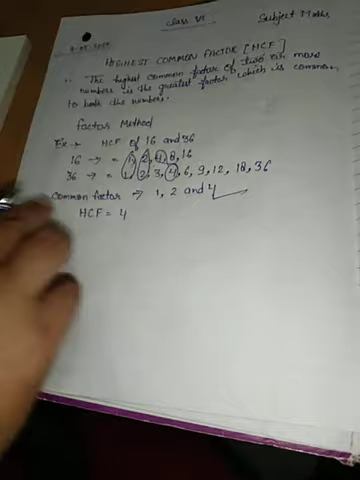 Class VI Subject Maths
HIGHEST COMMON FACTOR [HCF]
The highest common factor of two or more
numbers is the greatest factor which is common
to both the numbers.
Factors Method
Ex → HCF of 16 and 36
16 → = 1, 2, 4, 8, 16
36 → = 1, 2, 3, 4, 6, 9, 12, 18, 36
Common factor → 1, 2 and 4
HCF = 4